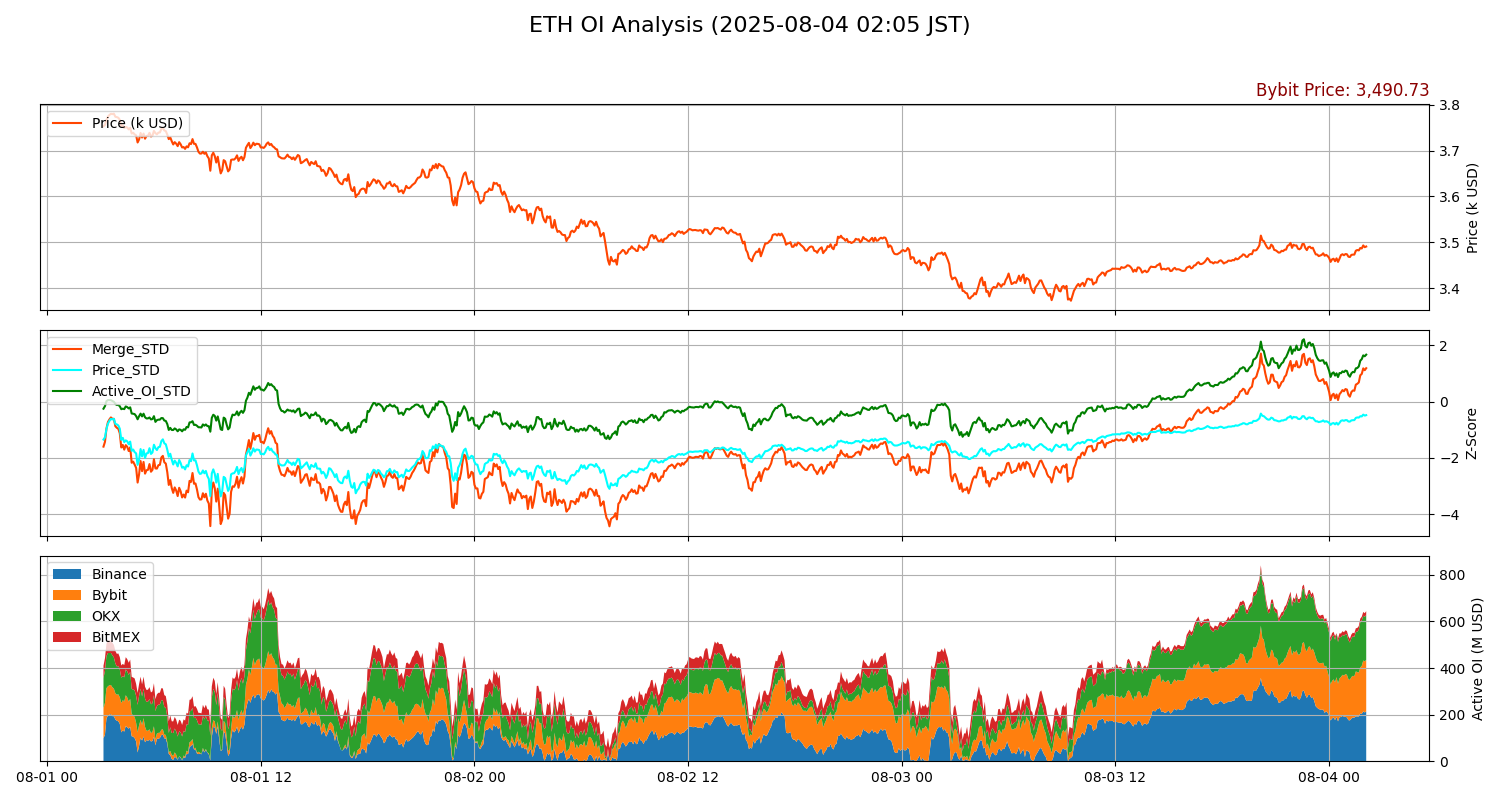 ETH OI Analysis (2025-08-04 02:05 JST)
Bybit Price: 3,490.73
Price (k USD)
3.8
3.7
3.6
3.5
3.4
Price (k USD)
Merge_STD
Price_STD
Active_OI_STD
2
0
−2
−4
Z-Score
Binance
Bybit
OKX
BitMEX
800
600
400
200
0
Active OI (M USD)
08-01 00
08-01 12
08-02 00
08-02 12
08-03 00
08-03 12
08-04 00